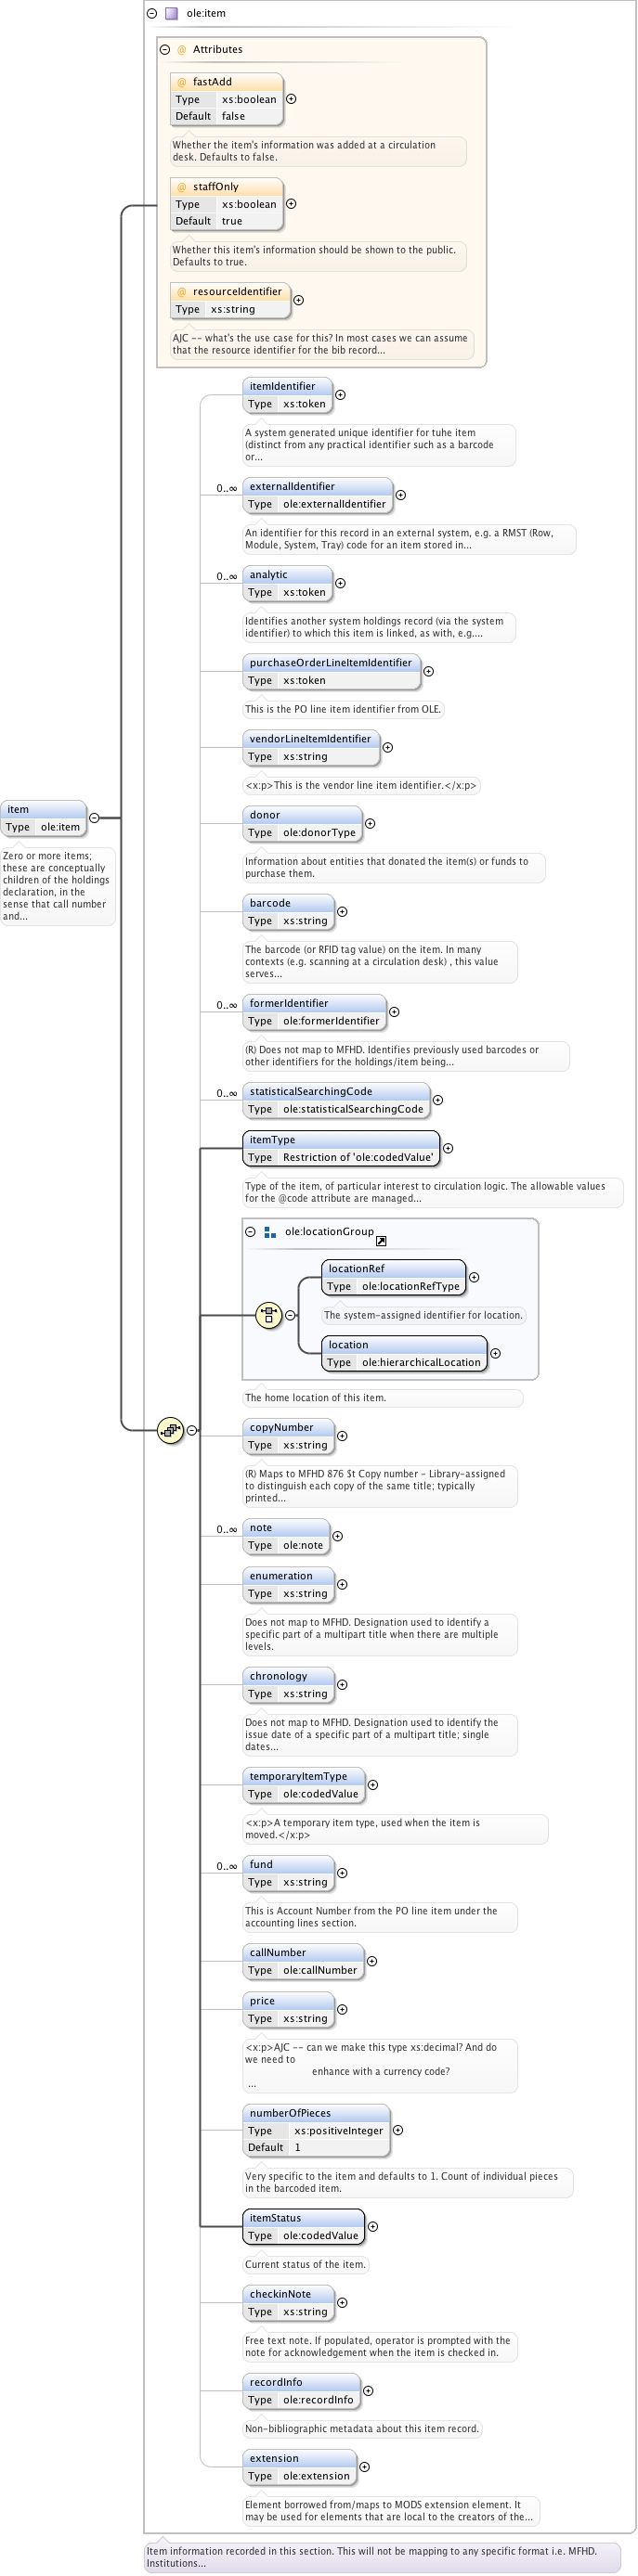 ole:item
Attributes
@ fastAdd
Type xs:boolean
Default false
Whether the item's information was added at a circulation
desk. Defaults to false.
@ staffOnly
Type xs:boolean
Default true
Whether this item's information should be shown to the public.
Defaults to true.
@ resourceIdentifier
Type xs:string
AJC -- what's the use case for this? In most cases we can assume
that the resource identifier for the bib record...
itemIdentifier
Type xs:token
A system generated unique identifier for tuhe item
(distinct from any practical identifier such as a barcode
or...
0..∞
externalIdentifier
Type ole:externalIdentifier
An identifier for this record in an external system, e.g. a RMST (Row,
Module, System, Tray) code for an item stored in...
0..∞
analytic
Type xs:token
Identifies another system holdings record (via the system
identifier) to which this item is linked, as with, e.g....
purchaseOrderLineItemIdentifier
Type xs:token
This is the PO line item identifier from OLE.
vendorLineItemIdentifier
Type xs:string
<x:p>This is the vendor line item identifier.</x:p>
item
Type ole:item
Zero or more items;
these are conceptually
children of the holdings
declaration, in the
sense that call number
and...
donor
Type ole:donorType
Information about entities that donated the item(s) or funds to
purchase them.
barcode
Type xs:string
The barcode (or RFID tag value) on the item. In many
contexts (e.g. scanning at a circulation desk) , this value
serves...
0..∞
formerIdentifier
Type ole:formerIdentifier
(R) Does not map to MFHD. Identifies previously used barcodes or
other identifiers for the holdings/item being...
0..∞
statisticalSearchingCode
Type ole:statisticalSearchingCode
itemType
Type Restriction of 'ole:codedValue'
Type of the item, of particular interest to circulation logic. The allowable values
for the @code attribute are managed...
ole:locationGroup
locationRef
Type ole:locationRefType
The system-assigned identifier for location.
location
Type ole:hierarchicalLocation
The home location of this item.
copyNumber
Type xs:string
(R) Maps to MFHD 876 $t Copy number - Library-assigned
to distinguish each copy of the same title; typically
printed...
0..∞
note
Type ole:note
enumeration
Type xs:string
Does not map to MFHD. Designation used to identify a
specific part of a multipart title when there are multiple
levels.
chronology
Type xs:string
Does not map to MFHD. Designation used to identify the
issue date of a specific part of a multipart title; single
dates...
temporaryItemType
Type ole:codedValue
<x:p>A temporary item type, used when the item is
moved.</x:p>
0..∞
fund
Type xs:string
This is Account Number from the PO line item under the
accounting lines section.
callNumber
Type ole:callNumber
price
Type xs:string
<x:p>AJC -- can we make this type xs:decimal? And do
we need to
enhance with a currency code?
...
numberOfPieces
Type xs:positiveInteger
Default 1
Very specific to the item and defaults to 1. Count of individual pieces
in the barcoded item.
itemStatus
Type ole:codedValue
Current status of the item.
checkinNote
Type xs:string
Free text note. If populated, operator is prompted with the
note for acknowledgement when the item is checked in.
recordInfo
Type ole:recordInfo
Non-bibliographic metadata about this item record.
extension
Type ole:extension
Element borrowed from/maps to MODS extension element. It
may be used for elements that are local to the creators of the...
Item information recorded in this section. This will not be mapping to any specific format i.e. MFHD.
Institutions...